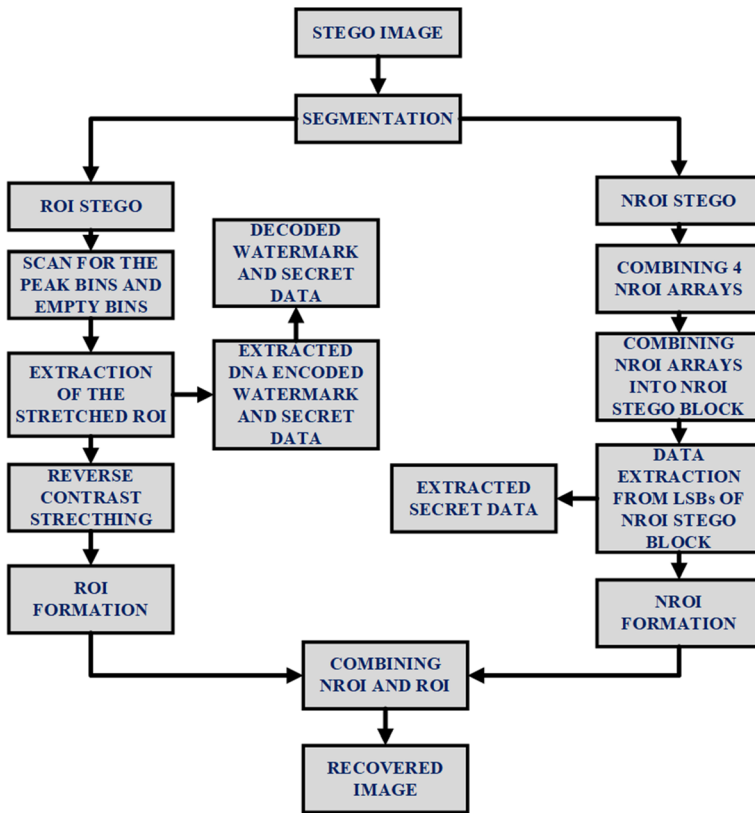 STEGO IMAGE
SEGMENTATION
ROI STEGO
SCAN FOR THE
PEAK BINS AND
EMPTY BINS
EXTRACTION
OF THE
STRETCHED ROI
REVERSE
CONTRAST
STRECTHING
ROI
FORMATION
DECODED
WATERMARK
AND SECRET
DATA
EXTRACTED
DNA ENCODED
WATERMARK
AND SECRET
DATA
NROI STEGO
COMBINING 4
NROI ARRAYS
COMBINING
NROI ARRAYS
INTO NROI
STEGO BLOCK
DATA
EXTRACTION
FROM LSBs OF
NROI STEGO
BLOCK
EXTRACTED
SECRET DATA
NROI
FORMATION
COMBINING
NROI AND ROI
RECOVERED
IMAGE